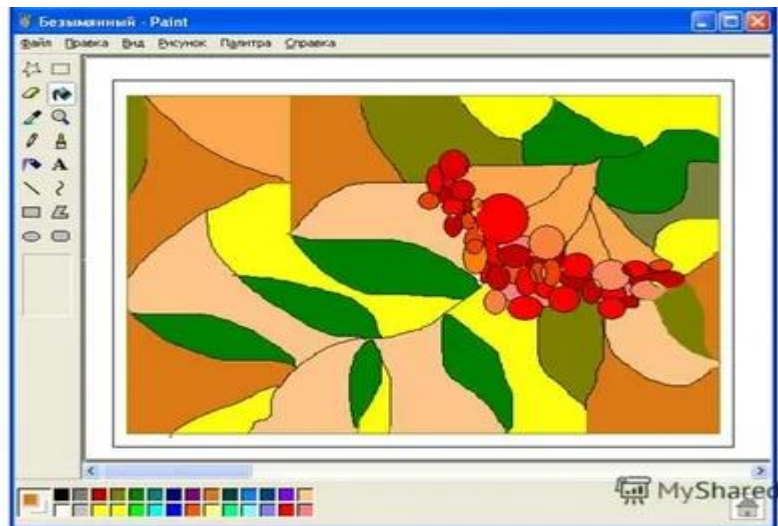 Безымянный - Paint
Файл Правка Вид Рисунок Палитра Справка
A
MyShared